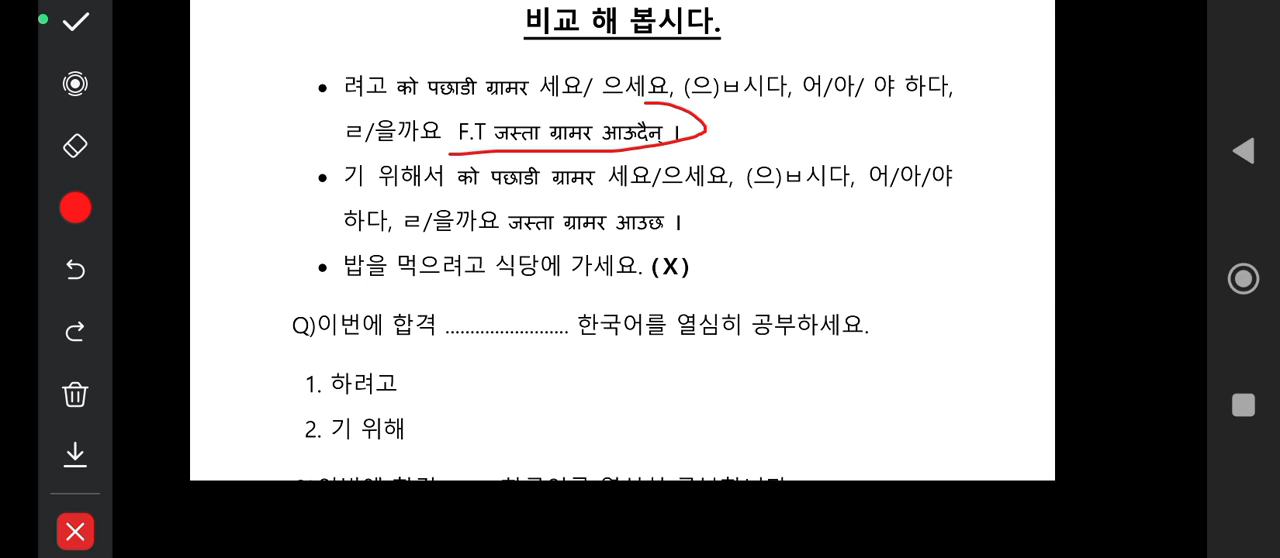 비교 해 봅시다.
• 려고 को पछाडी ग्रामर 세요/ 으세요, (으)ㅂ시다, 어/아/ 야 하다,
ㄹ/을까요 F.T जस्ता ग्रामर आऊदैन् ।
• 기 위해서 को पछाडी ग्रामर 세요/으세요, (으)ㅂ시다, 어/아/야
하다, ㄹ/을까요 जस्ता ग्रामर आउछ ।
• 밥을 먹으려고 식당에 가세요. (X)
Q)이번에 합격 ......................... 한국어를 열심히 공부하세요.
1. 하려고
2. 기 위해